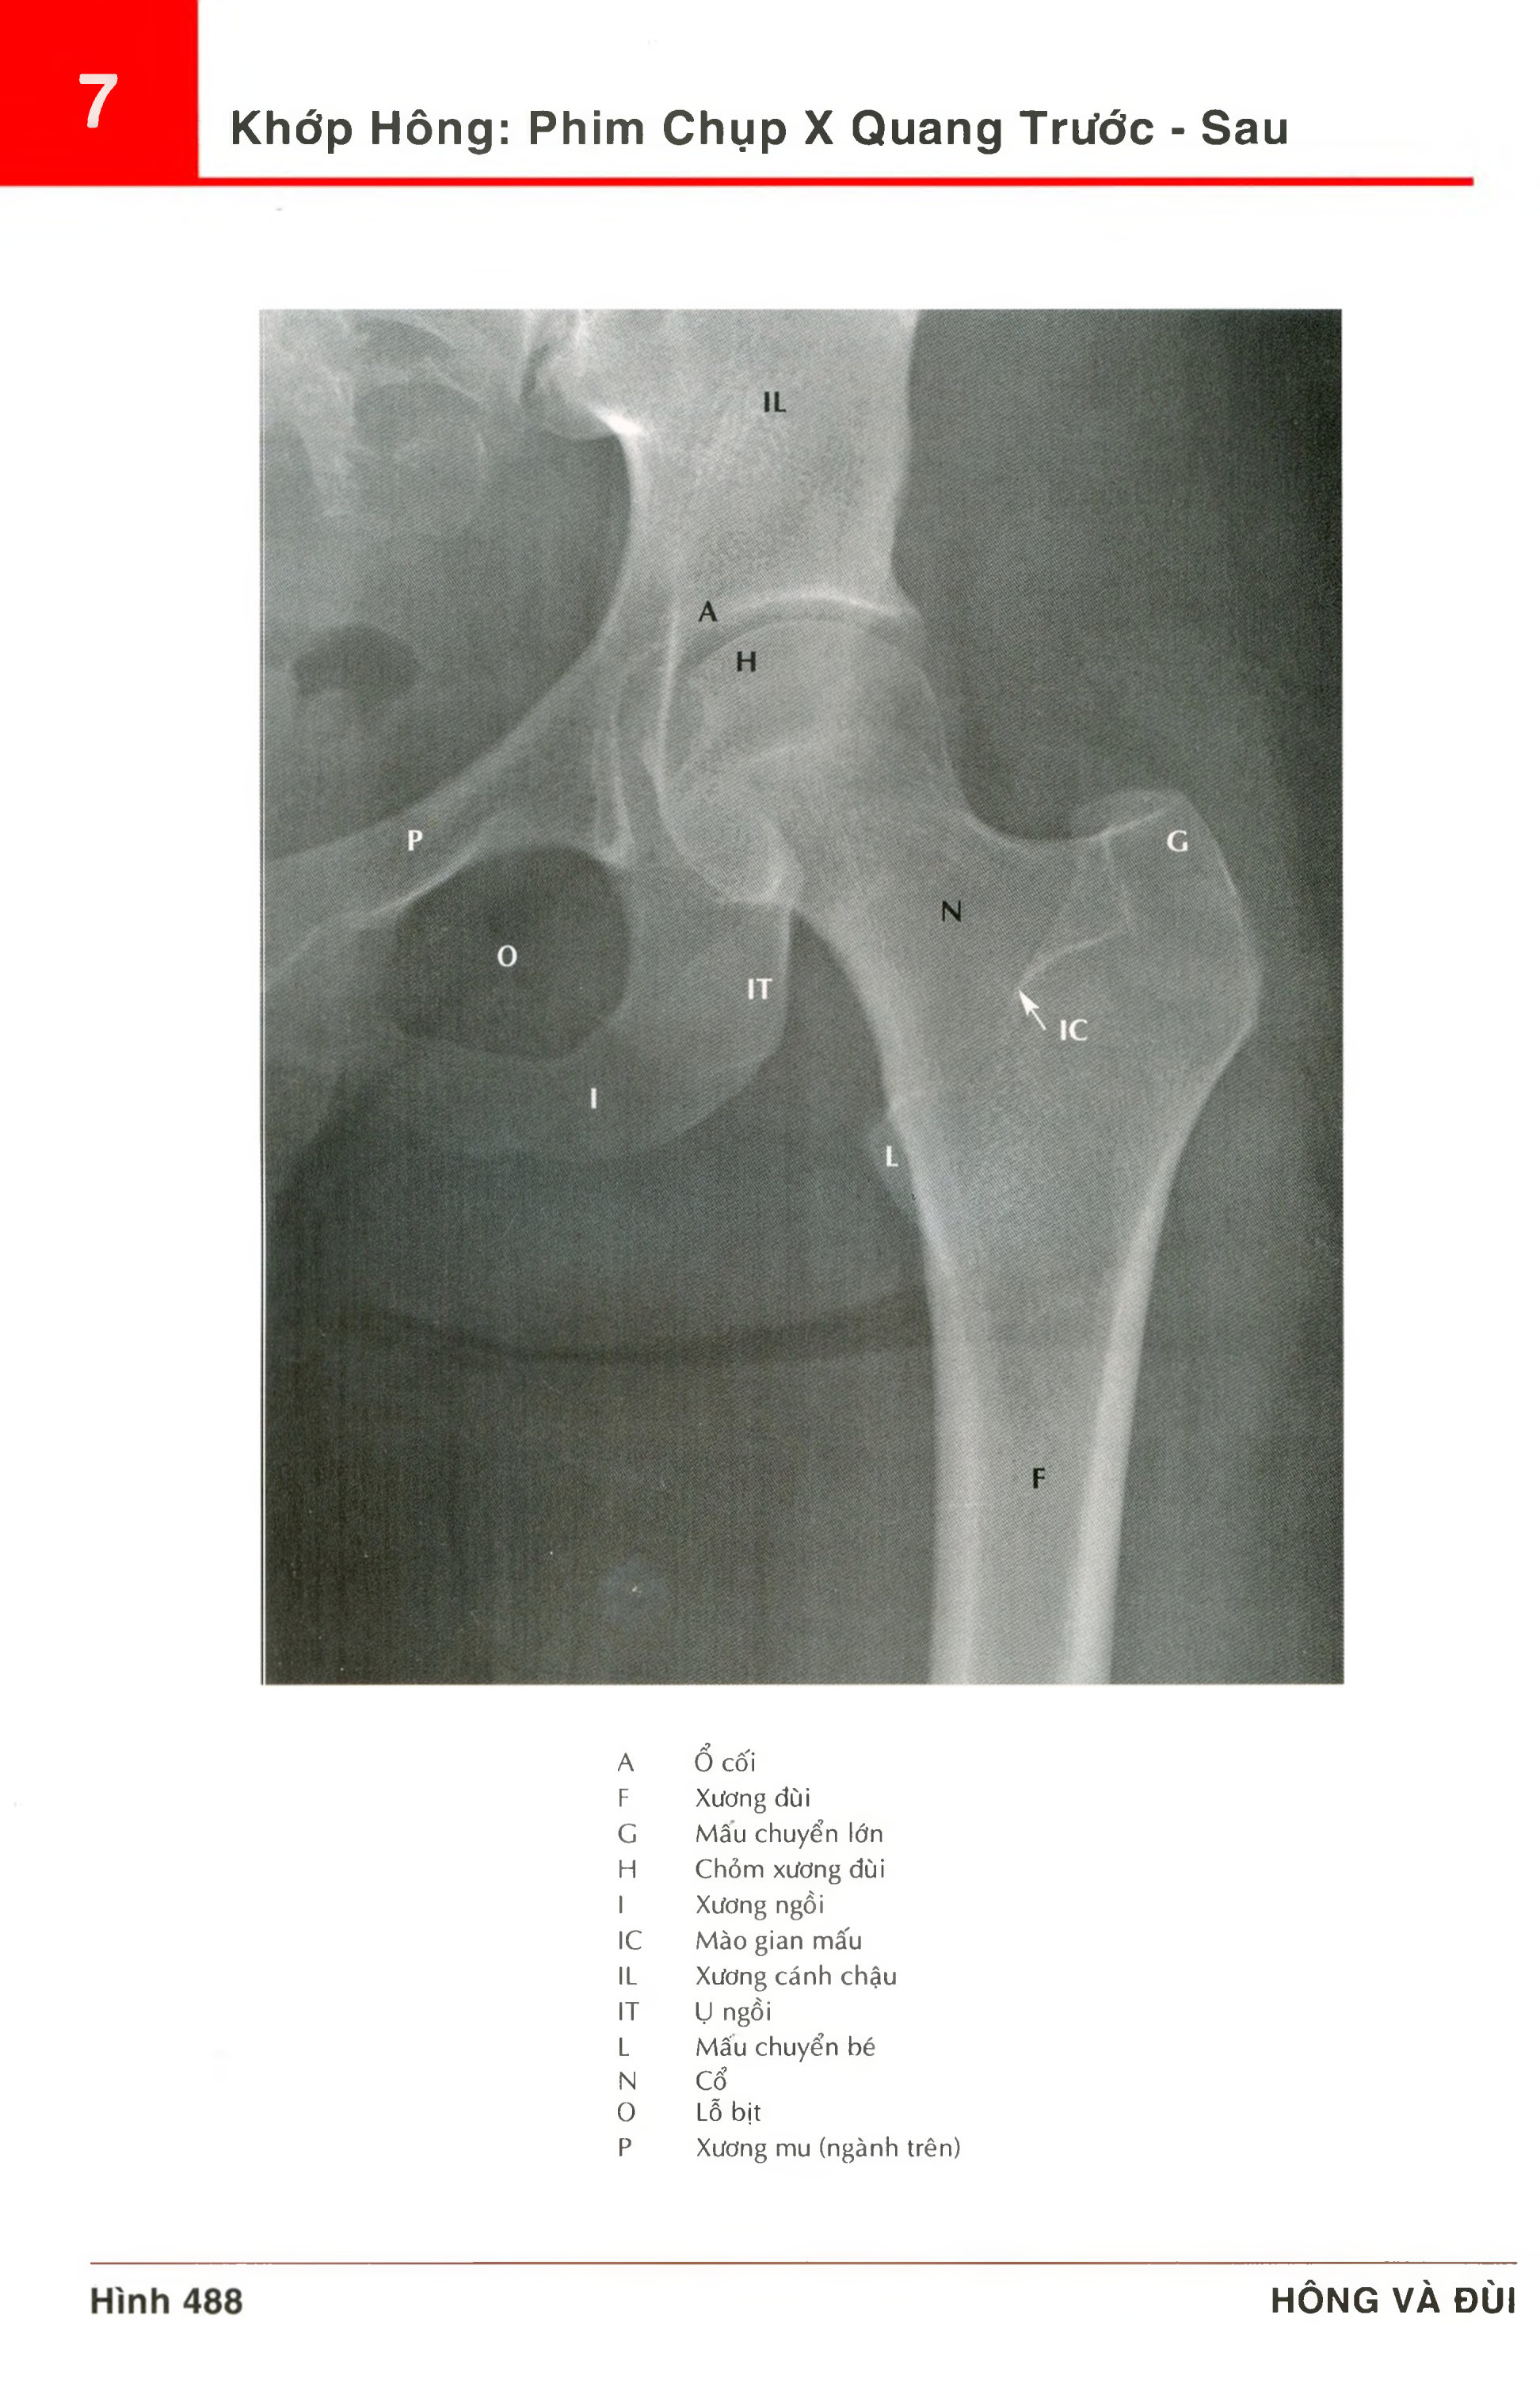 7
Khớp Hông: Phim Chụp X Quang Trước - Sau
IL
A
H
P
G
N
O
IT
IC
I
L
F
A Ổ cối
F Xương đùi
G Mấu chuyển lớn
H Chỏm xương đùi
I Xương ngồi
IC Mào gian mấu
IL Xương cánh chậu
IT Ụ ngồi
L Mấu chuyển bé
N Cổ
O Lỗ bịt
P Xương mu (ngành trên)
Hình 488
HÔNG VÀ ĐÙI